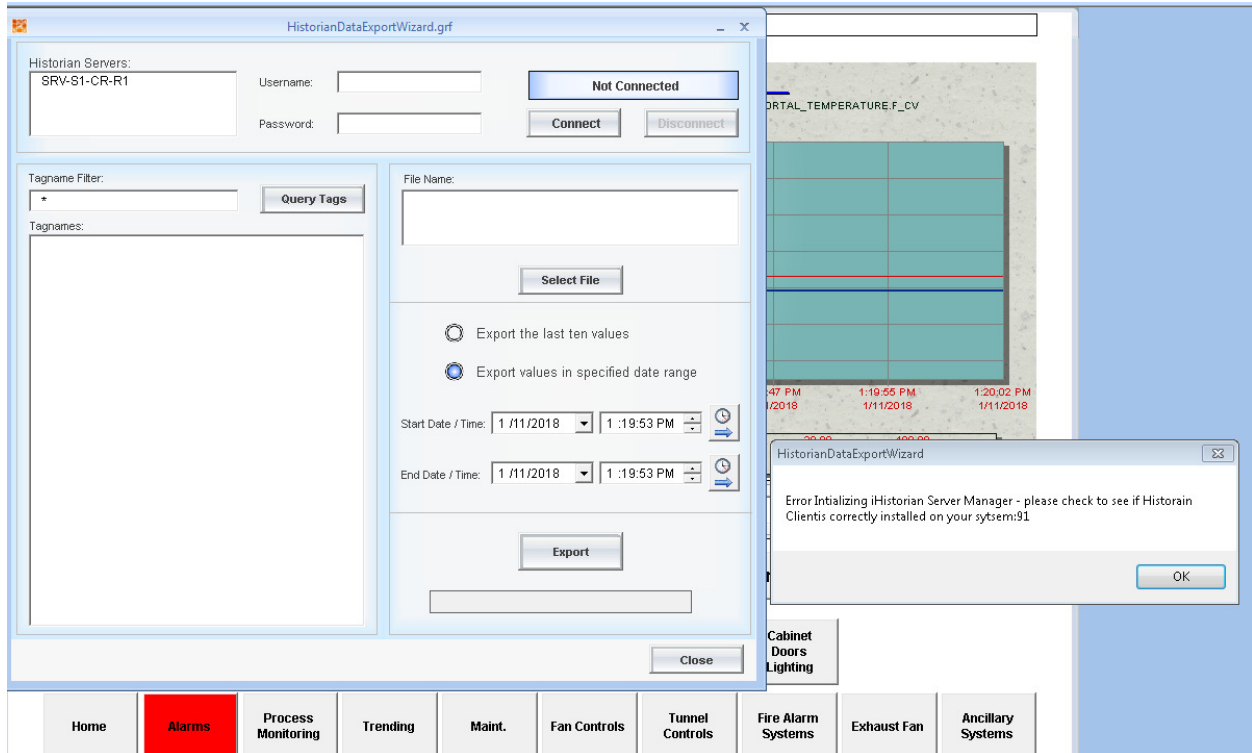 HistorianDataExportWizard.grf
Historian Servers:
SRV-S1-CR-R1
Username:
Password:
Not Connected
Connect
Disconnect
Tagname Filter:
*
Query Tags
Tagnames:
File Name:
Select File
Export the last ten values
Export values in specified date range
Start Date / Time:
1 /11/2018
1 :19:53 PM
End Date / Time:
1 /11/2018
1 :19:53 PM
Export
Close
ORTAL_TEMPERATURE.F_CV
:47 PM
1:19:55 PM
1:20:02 PM
1/2018
1/11/2018
1/11/2018
HistorianDataExportWizard
Error Intializing iHistorian Server Manager - please check to see if Historain
Clientis correctly installed on your sytsem:91
OK
Cabinet
Doors
Lighting
Home
Alarms
Process
Monitoring
Trending
Maint.
Fan Controls
Tunnel
Controls
Fire Alarm
Systems
Exhaust Fan
Ancillary
Systems